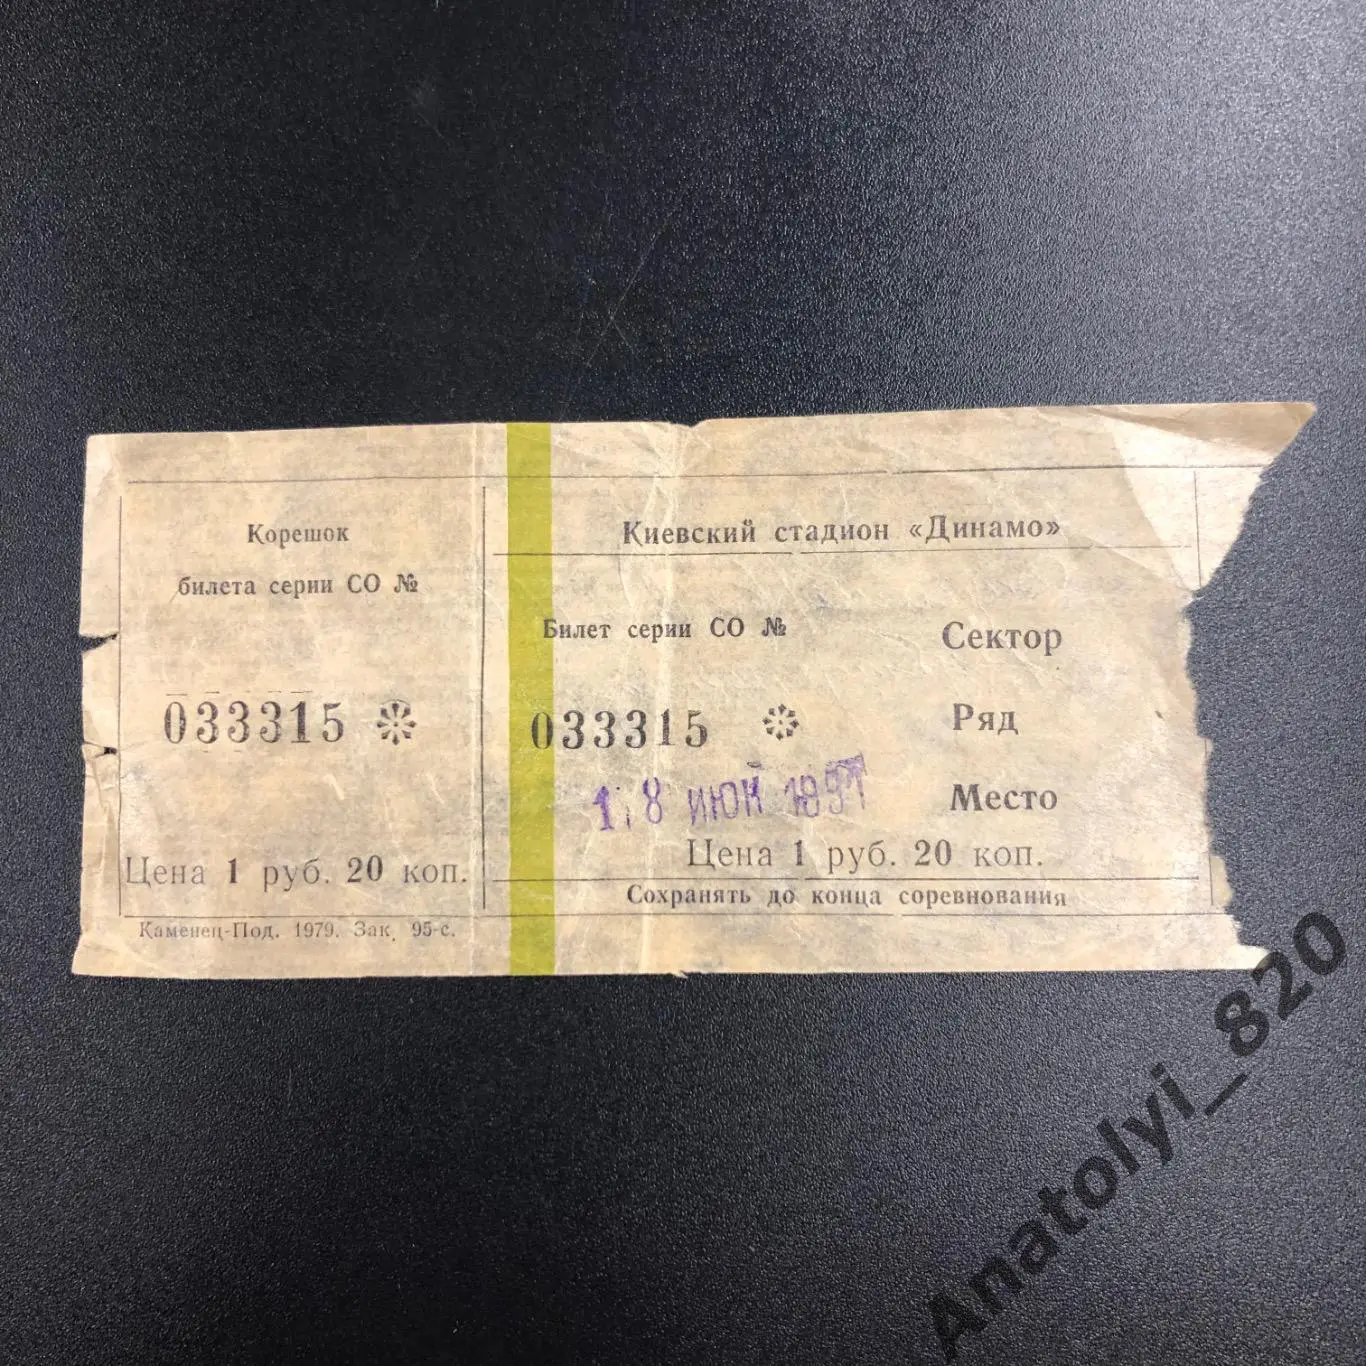 Корешок
билета серии СО №
033315
Цена 1 руб. 20 коп.
Каменец-Под. 1979. Зак. 95-с.
Киевский стадион «Динамо»
Билет серии СО №
033315
Сектор
Ряд
Место
18 июн 1991
Цена 1 руб. 20 коп.
Сохранять до конца соревнования
Anatolyi_820